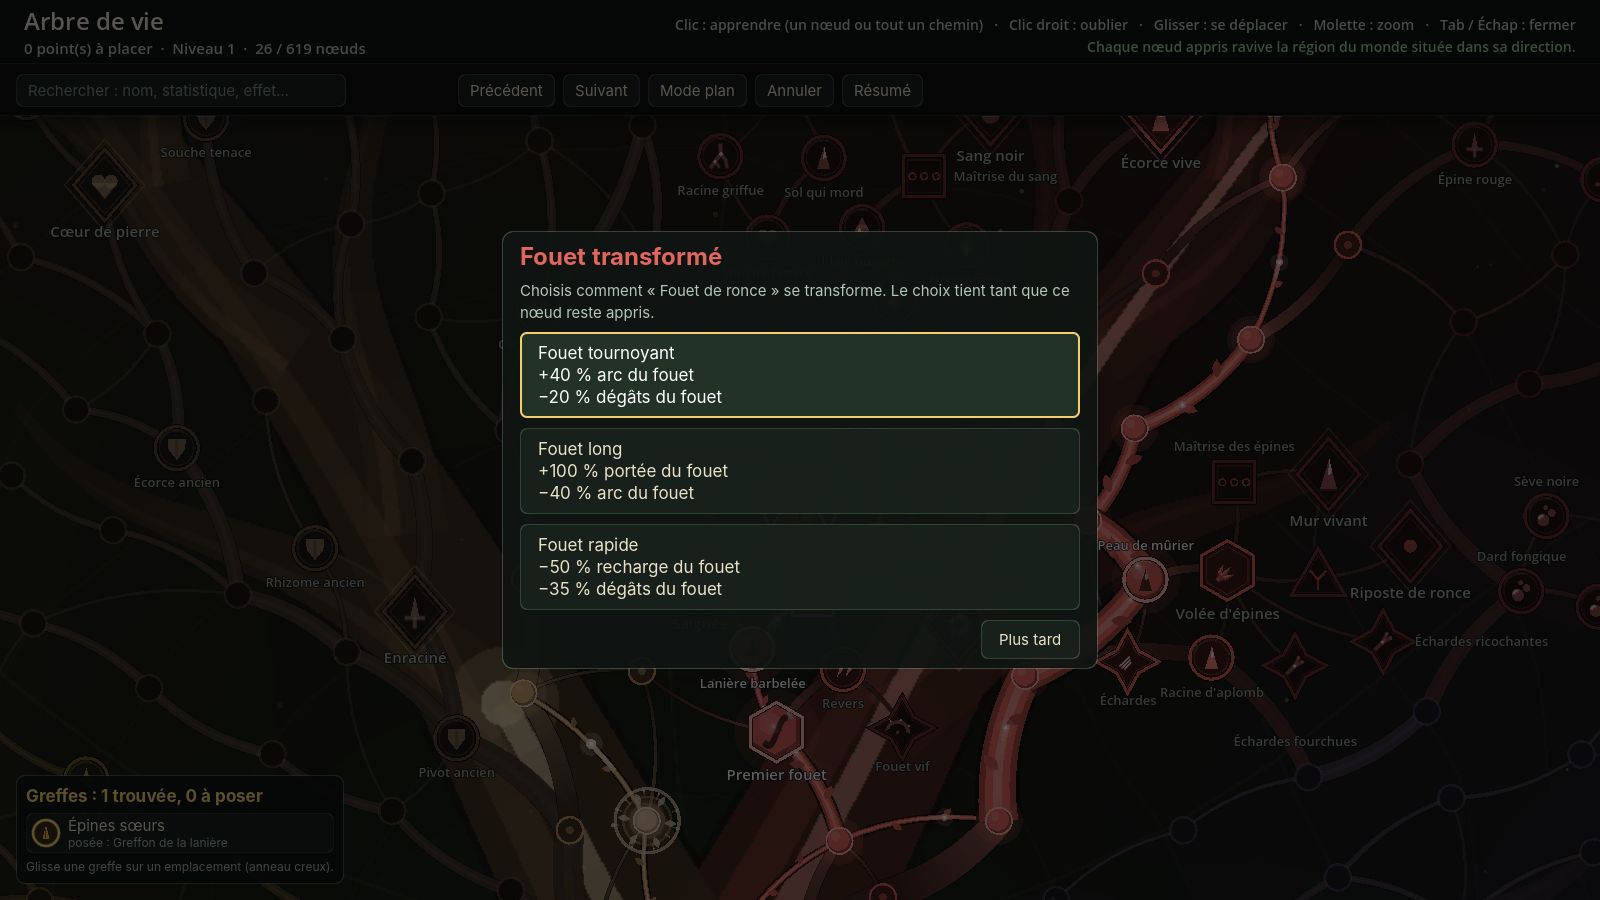 Arbre de vie
0 point(s) à placer · Niveau 1 · 26 / 619 nœuds
Clic : apprendre (un nœud ou tout un chemin) · Clic droit : oublier · Glisser : se déplacer · Molette : zoom · Tab / Échap : fermer
Chaque nœud appris ravive la région du monde située dans sa direction.
Rechercher : nom, statistique, effet...
Précédent
Suivant
Mode plan
Annuler
Résumé
Souche tenace
Racine griffue
Sol qui mord
Sang noir
Maîtrise du sang
Écorce vive
Épine rouge
Cœur de pierre
Fouet transformé
Choisis comment « Fouet de ronce » se transforme. Le choix tient tant que ce
nœud reste appris.
Fouet tournoyant
+40 % arc du fouet
−20 % dégâts du fouet
Fouet long
+100 % portée du fouet
−40 % arc du fouet
Fouet rapide
−50 % recharge du fouet
−35 % dégâts du fouet
Plus tard
Maîtrise des épines
Écorce ancien
Sève noire
Mur vivant
Peau de mûrier
Dard fongique
Rhizome ancien
Riposte de ronce
Volée d'épines
Saignée
Échardes ricochantes
Enraciné
Lanière barbelée
Revers
Échardes
Racine d'aplomb
Échardes fourchues
Premier fouet
Fouet vif
Pivot ancien
Greffes : 1 trouvée, 0 à poser
Épines sœurs
posée : Greffon de la lanière
Glisse une greffe sur un emplacement (anneau creux).